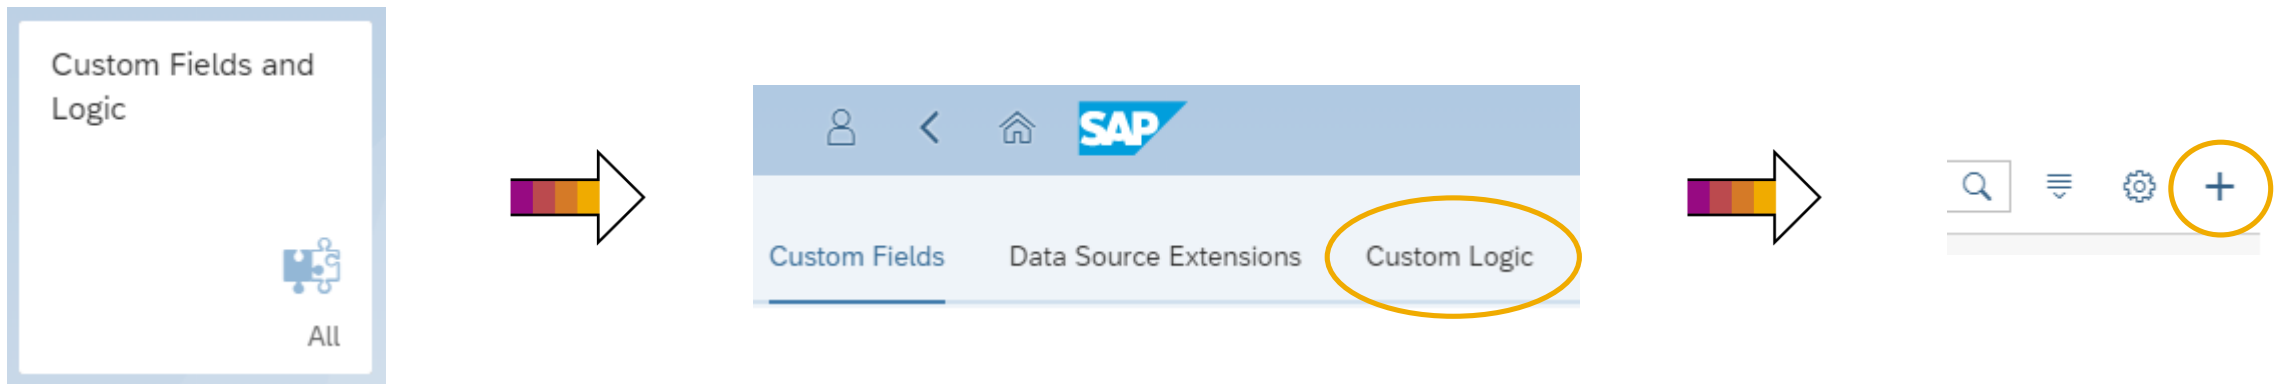 Custom Fields and
Logic
All
SAP
Custom Fields
Data Source Extensions
Custom Logic